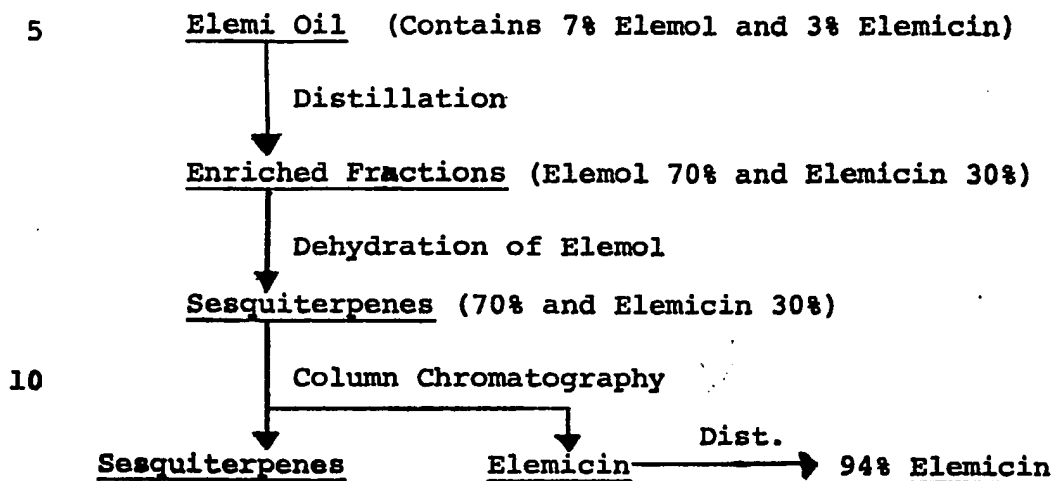 5 Elemi Oil (Contains 7% Elemol and 3% Elemicin)
Distillation
Enriched Fractions (Elemol 70% and Elemicin 30%)
Dehydration of Elemol
Sesquiterpenes (70% and Elemicin 30%)
10 Column Chromatography
Dist.
Sesquiterpenes Elemicin 94% Elemicin